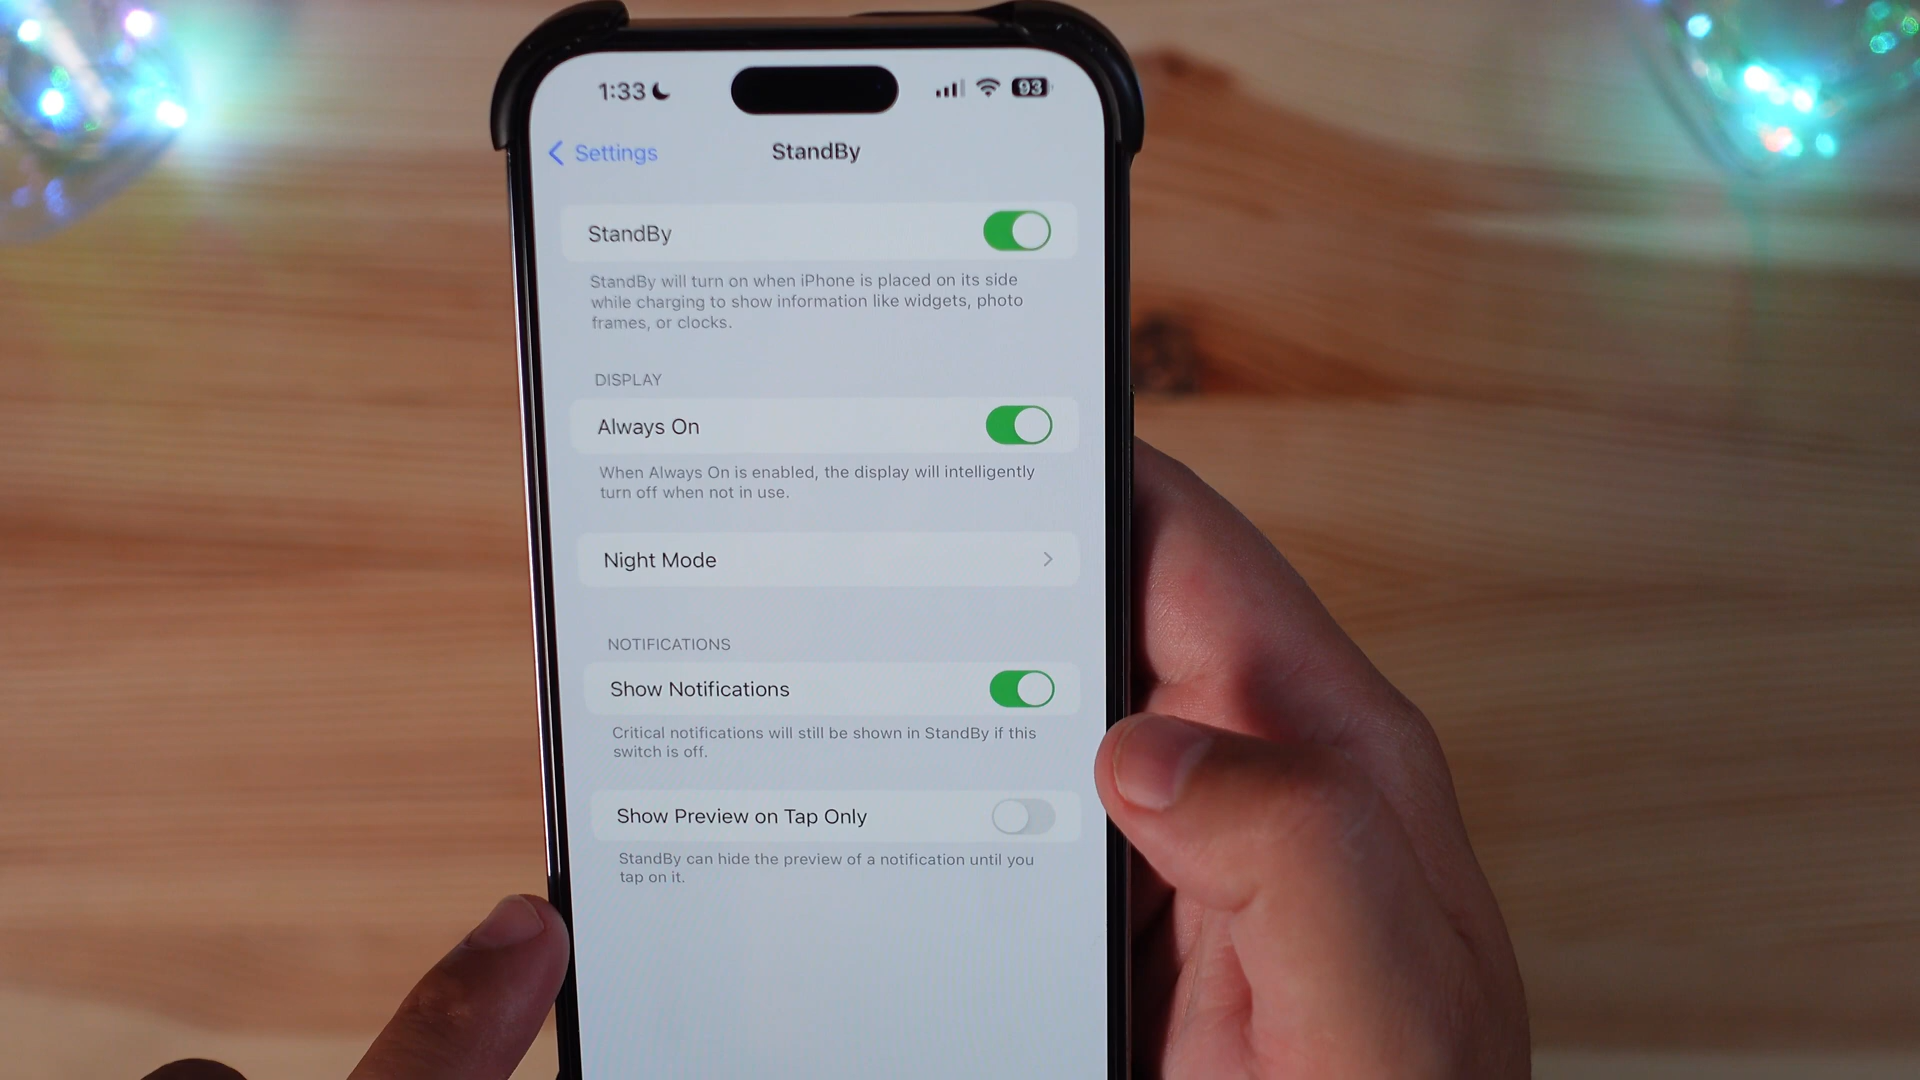 1:33
93
Settings
StandBy
StandBy
StandBy will turn on when iPhone is placed on its side
while charging to show information like widgets, photo
frames, or clocks.
DISPLAY
Always On
When Always On is enabled, the display will intelligently
turn off when not in use.
Night Mode
NOTIFICATIONS
Show Notifications
Critical notifications will still be shown in StandBy if this
switch is off.
Show Preview on Tap Only
StandBy can hide the preview of a notification until you
tap on it.